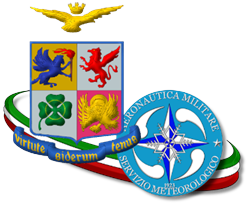 virtute siderum tenus
AERONAUTICA MILITARE
SERVIZIO METEOROLOGICO